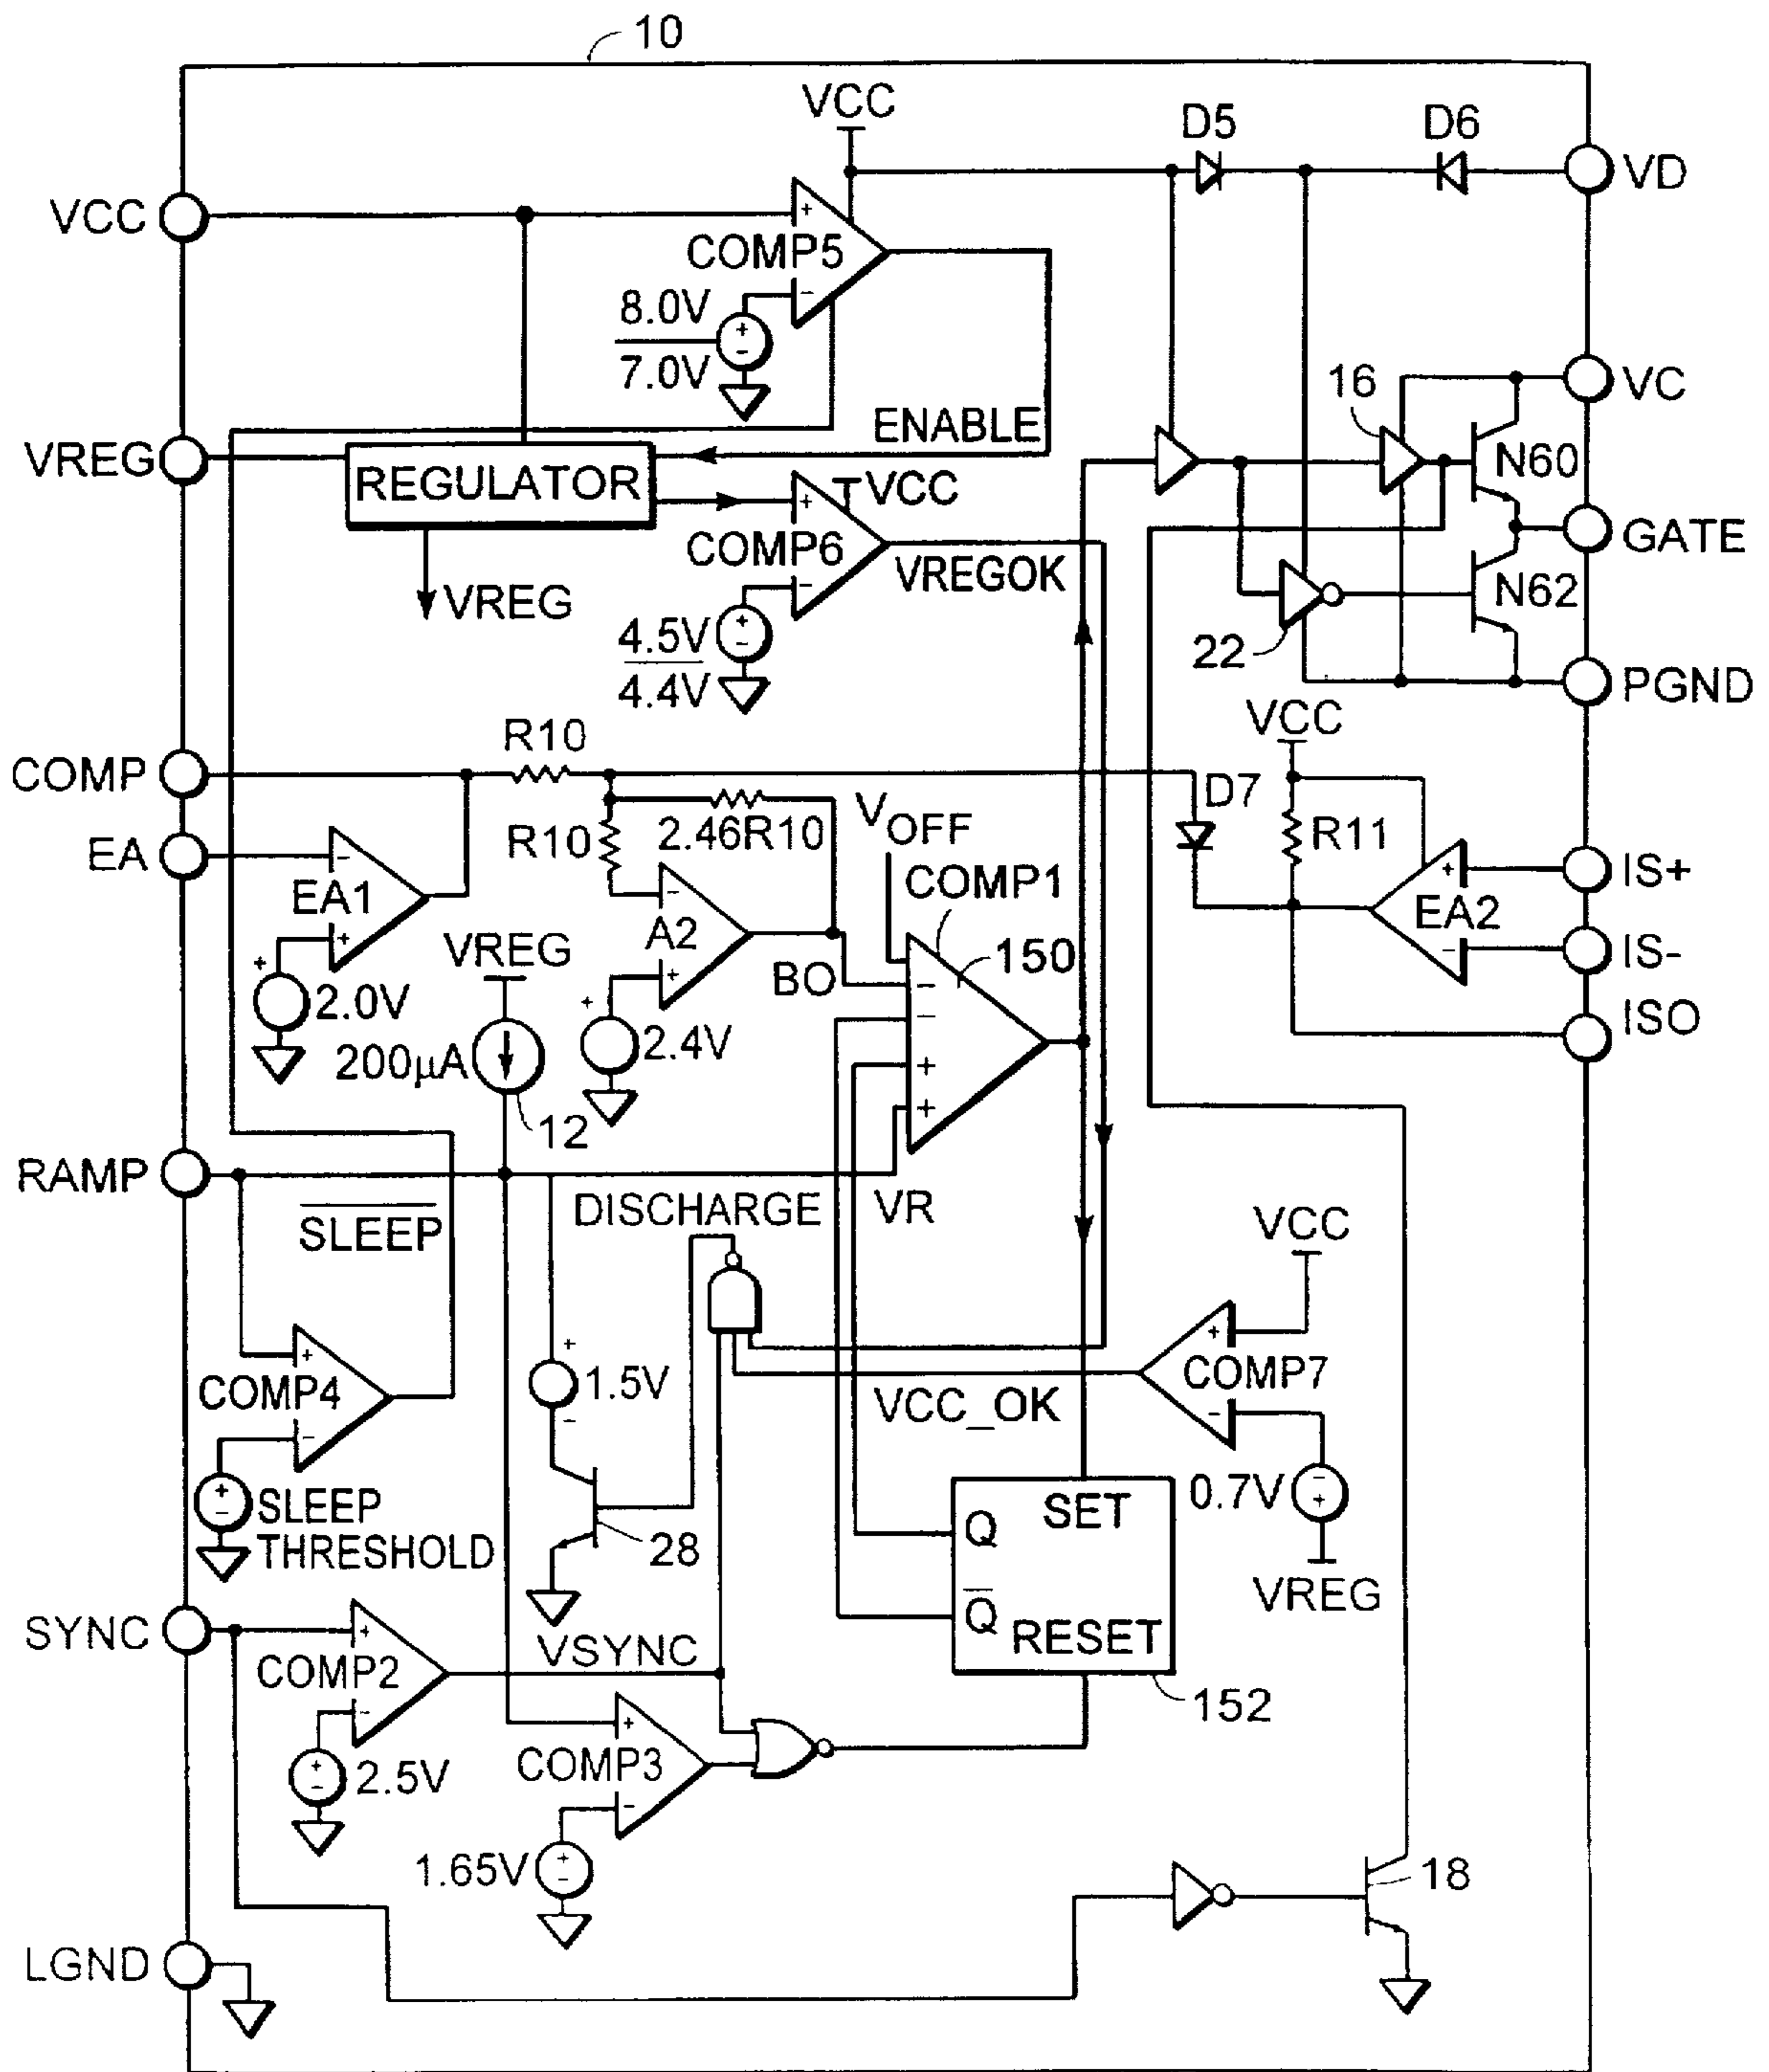 10
VCC
D5
D6
VD
VCC
+
COMP5
-
8.0V
7.0V
+
-
16
VC
ENABLE
VREG
REGULATOR
N60
+
VCC
COMP6
-
VREGOK
GATE
VREG
4.5V
4.4V
+
-
N62
22
PGND
VCC
R10
COMP
D7
VOFF
2.46R10
R10
R11
EA
-
EA1
+
COMP1
+
EA2
-
IS+
-
A2
+
VREG
150
BO
IS-
+
2.0V
-
-
+
+
ISO
+
2.4V
200μA
12
RAMP
DISCHARGE
VR
SLEEP
VCC
+
COMP4
-
+
1.5V
-
+
COMP7
-
VCC_OK
+
-
SLEEP
THRESHOLD
28
Q
SET
0.7V
-
+
Q
RESET
VREG
SYNC
+
COMP2
-
VSYNC
152
+
COMP3
-
+
-
2.5V
1.65V
+
-
18
LGND